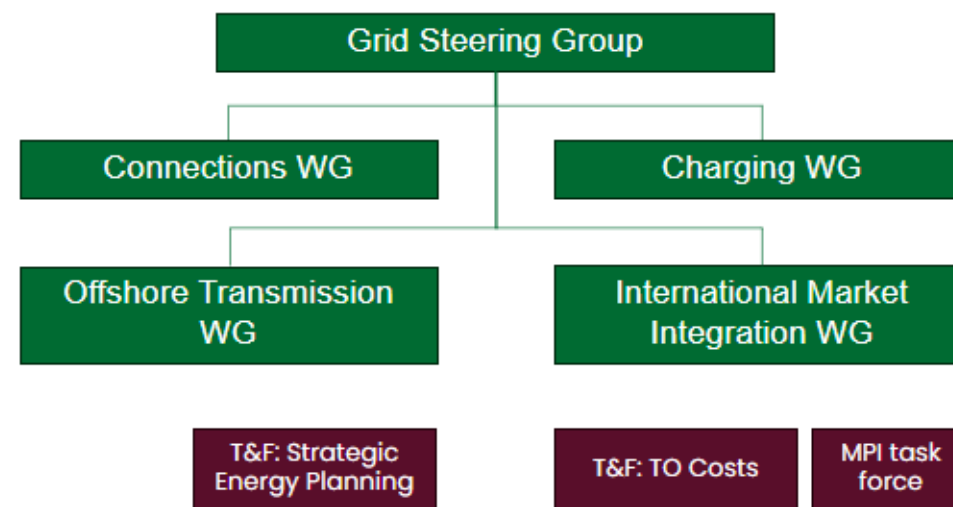 Grid Steering Group
Connections WG
Charging WG
Offshore Transmission
WG
International Market
Integration WG
T&F: Strategic
Energy Planning
T&F: TO Costs
MPI task
force